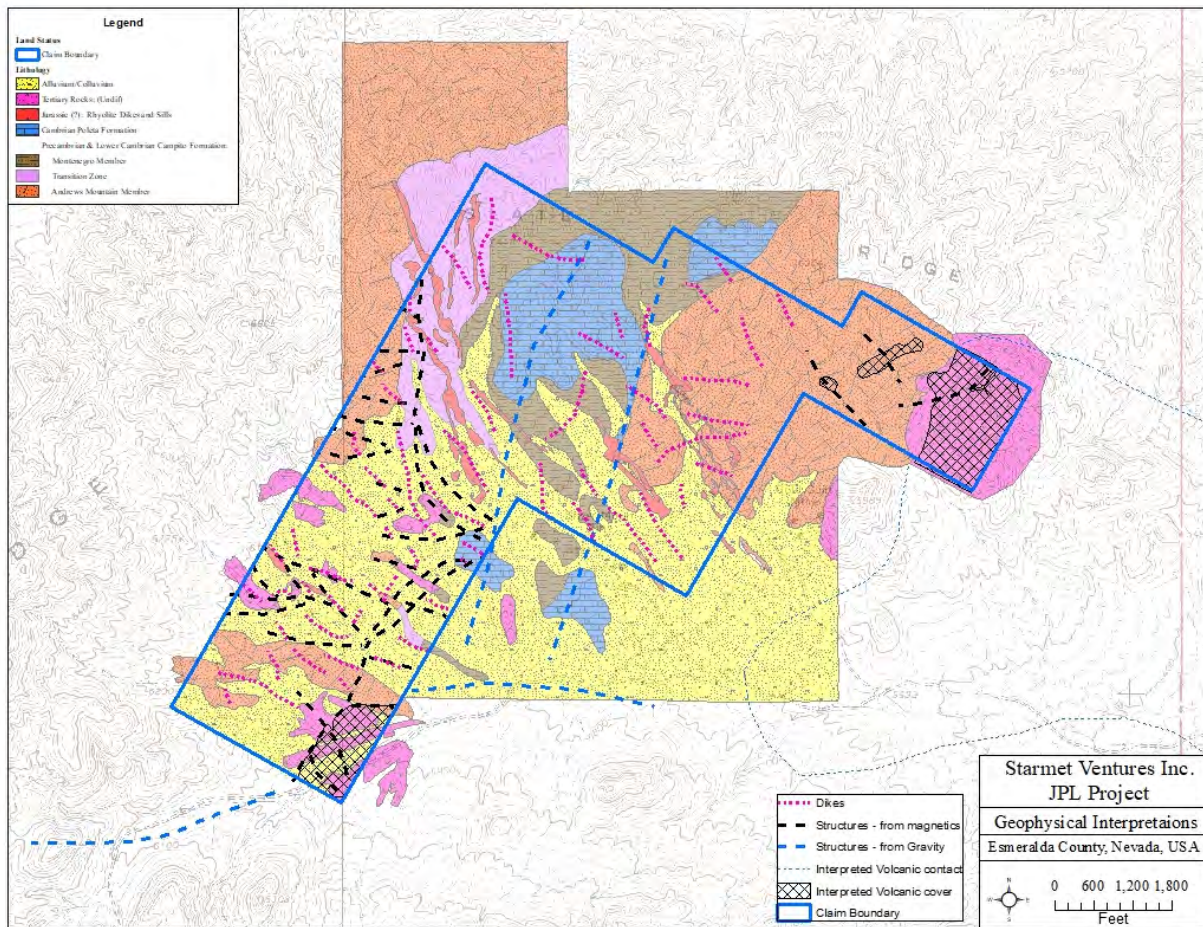 Legend
Land Status
Claim Boundary
Lithology
Alluvium/Colluvium
Tertiary Rocks: (Undif)
Jurassic (?): Rhyolite Dikes and Sills
Cambrian Poleta Formation
Precambrian & Lower Cambrian Campito Formation:
Montenegro Member
Transition Zone
Andrews Mountain Member
S L A T E
RIDGE
Dikes
Structures - from magnetics
Structures - from Gravity
Interpreted Volcanic contact
Interpreted Volcanic cover
Claim Boundary
Starmet Ventures Inc.
JPL Project
Geophysical Interpretaions
Esmeralda County, Nevada, USA
N
W E
S
0 600 1,200 1,800
Feet